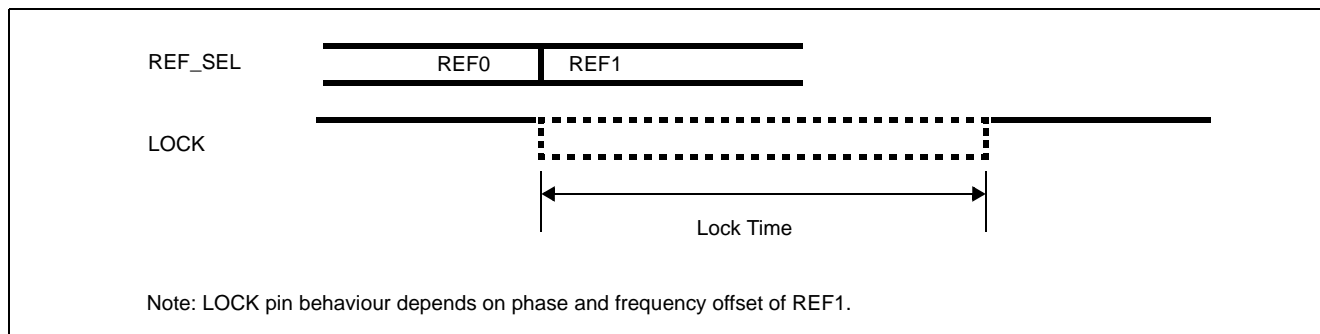 REF_SEL REF0 REF1
LOCK
Lock Time
Note: LOCK pin behaviour depends on phase and frequency offset of REF1.